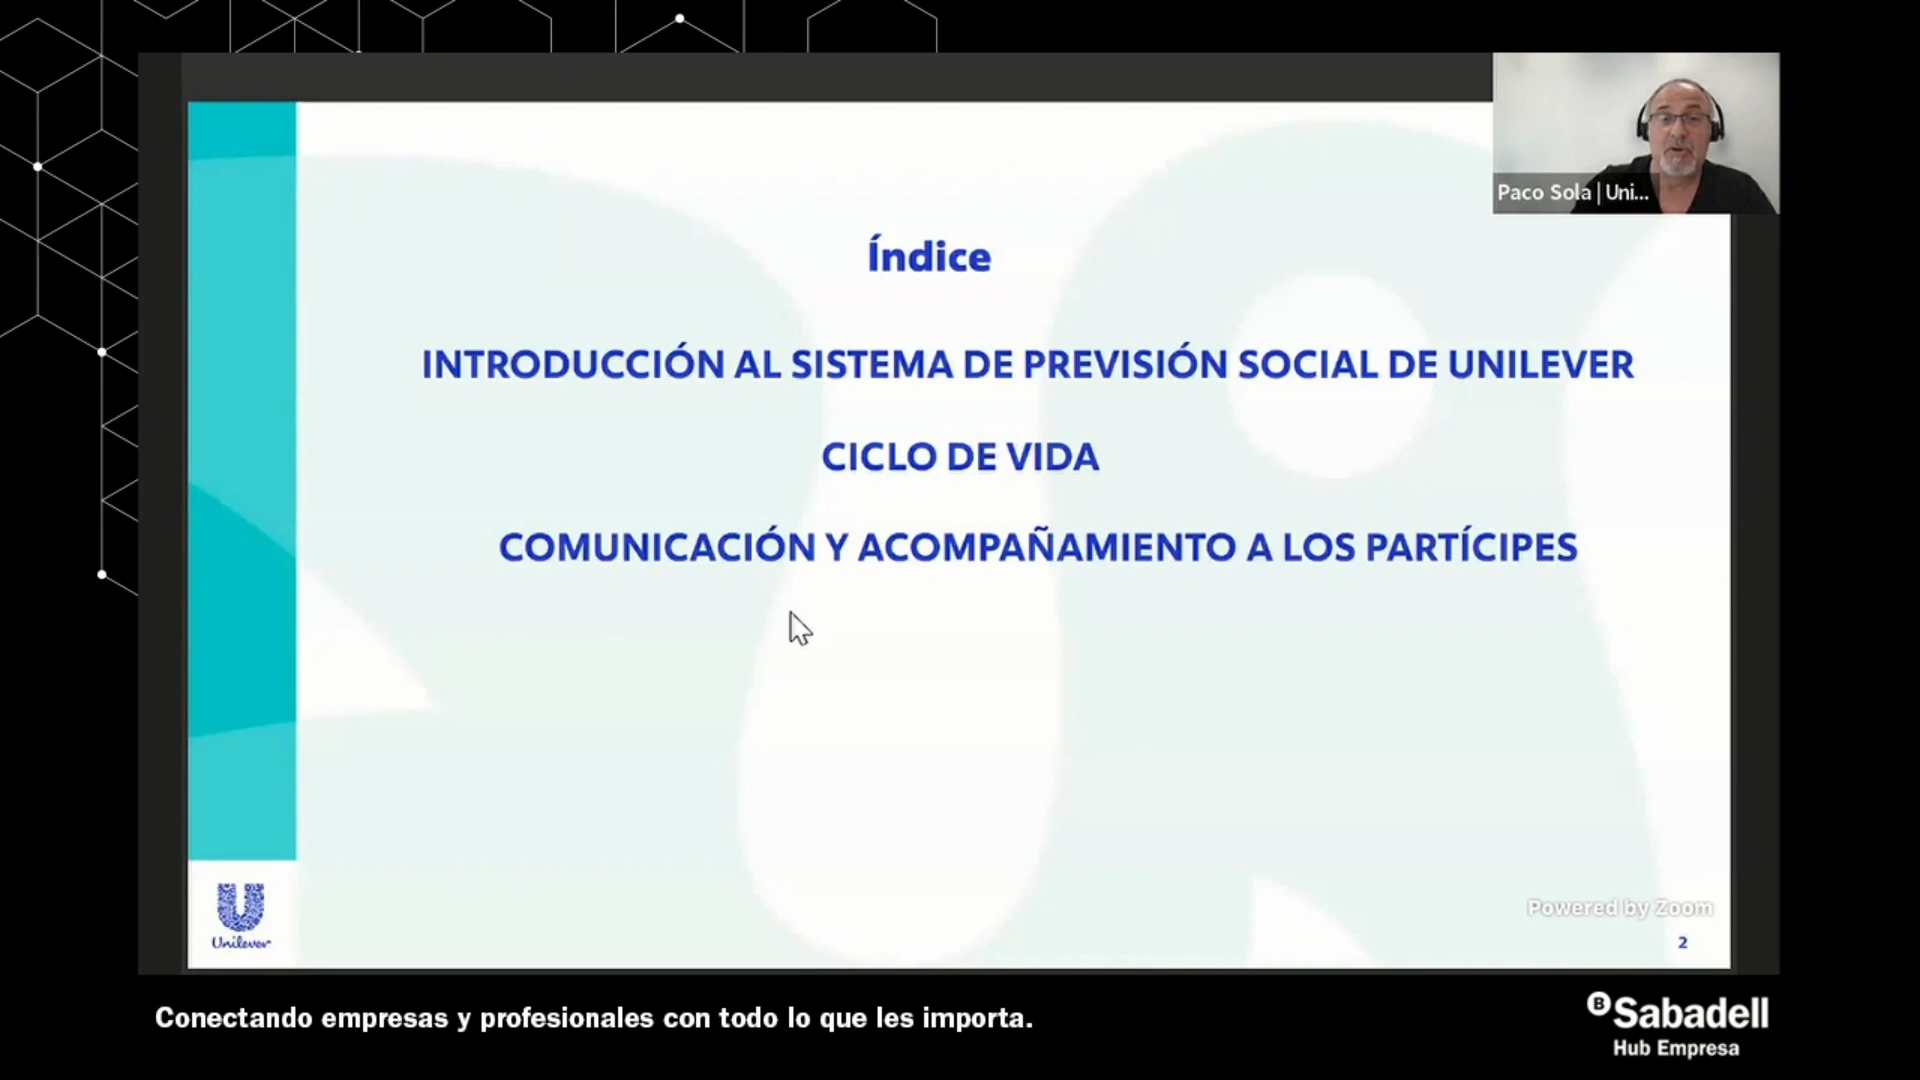 Paco Sola | Uni...
Índice
INTRODUCCIÓN AL SISTEMA DE PREVISIÓN SOCIAL DE UNILEVER
CICLO DE VIDA
COMUNICACIÓN Y ACOMPAÑAMIENTO A LOS PARTÍCIPES
Powered by Zoom
2
U
Unilever
Conectando empresas y profesionales con todo lo que les importa.
B Sabadell
Hub Empresa